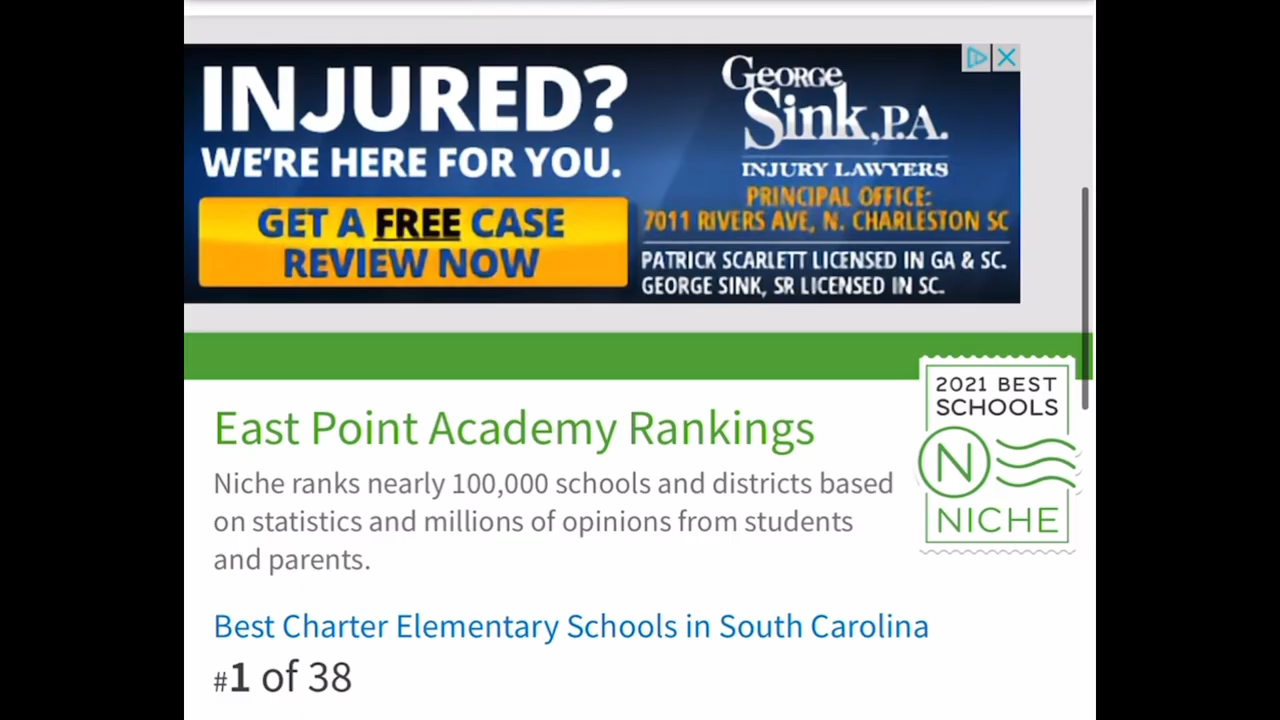 INJURED?
WE'RE HERE FOR YOU.
GET A FREE CASE
REVIEW NOW
GEORGE
Sink, P.A.
INJURY LAWYERS
PRINCIPAL OFFICE:
7011 RIVERS AVE, N. CHARLESTON SC
PATRICK SCARLETT LICENSED IN GA & SC.
GEORGE SINK, SR LICENSED IN SC.
2021 BEST
SCHOOLS
N
NICHE
East Point Academy Rankings
Niche ranks nearly 100,000 schools and districts based
on statistics and millions of opinions from students
and parents.
Best Charter Elementary Schools in South Carolina
#1 of 38